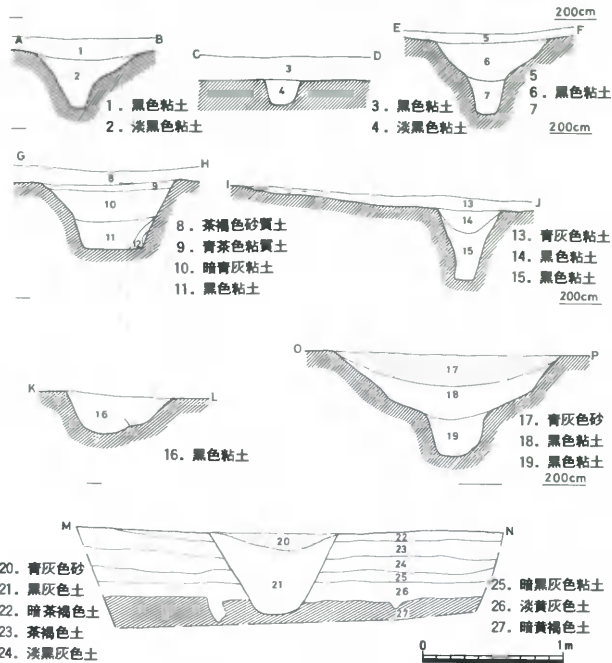 200cm
A B
1
2
1. 黒色粘土
2. 淡黒色粘土
C D
3
4
3. 黒色粘土
4. 淡黒色粘土
E F
5
6
7
5
6. 黒色粘土
7
200cm
G H
8
9
10
11
12
8. 茶褐色砂質土
9. 青茶色粘質土
10. 暗青灰粘土
11. 黒色粘土
I J
13
14
15
13. 青灰色粘土
14. 黒色粘土
15. 黒色粘土
200cm
K L
16
16. 黒色粘土
O P
17
18
19
17. 青灰色砂
18. 黒色粘土
19. 黒色粘土
200cm
M N
20
21
22
23
24
25
26
27
20. 青灰色砂
21. 黒灰色土
22. 暗茶褐色土
23. 茶褐色土
24. 淡黒灰色土
25. 暗黒灰色粘土
26. 淡黄灰色土
27. 暗黄褐色土
0 1m